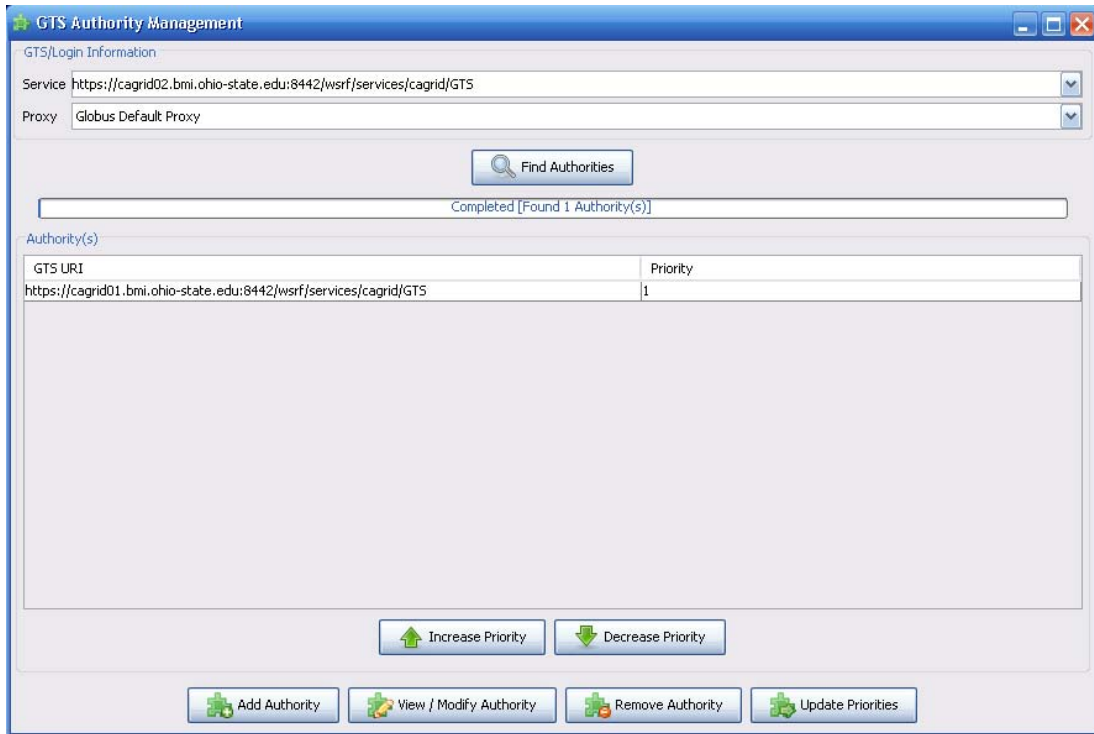 GTS Authority Management
GTS/Login Information
Service https://cagrid02.bmi.ohio-state.edu:8442/wsrf/services/cagrid/GTS
Proxy Globus Default Proxy
Find Authorities
Completed [Found 1 Authority(s)]
Authority(s)
GTS URI Priority
https://cagrid01.bmi.ohio-state.edu:8442/wsrf/services/cagrid/GTS 1
Increase Priority Decrease Priority
Add Authority View / Modify Authority Remove Authority Update Priorities